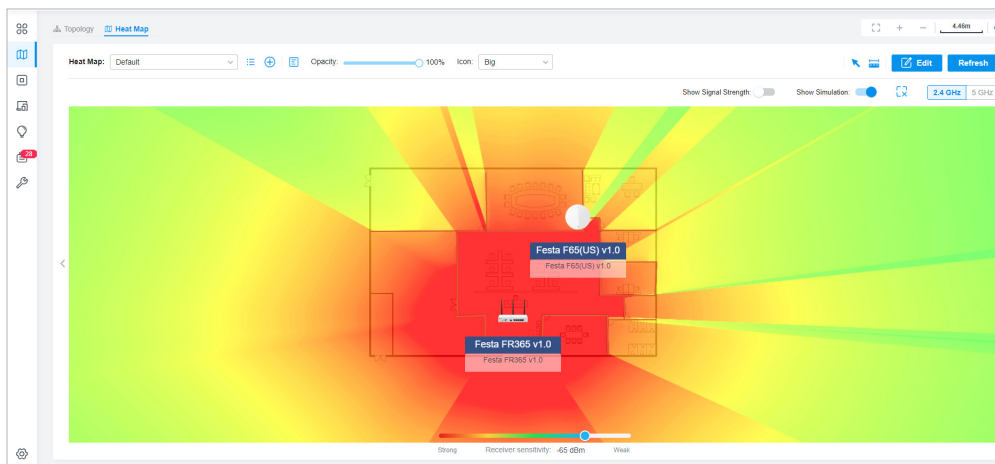 Topology Heat Map 4.46m
Heat Map: Default Opacity: 100% Icon: Big Edit Refresh
Show Signal Strength: Show Simulation: 2.4 GHz 5 GHz
28
Festa F65(US) v1.0
Festa F65(US) v1.0
Festa FR365 v1.0
Festa FR365 v1.0
Strong Receiver sensitivity: -65 dBm Weak